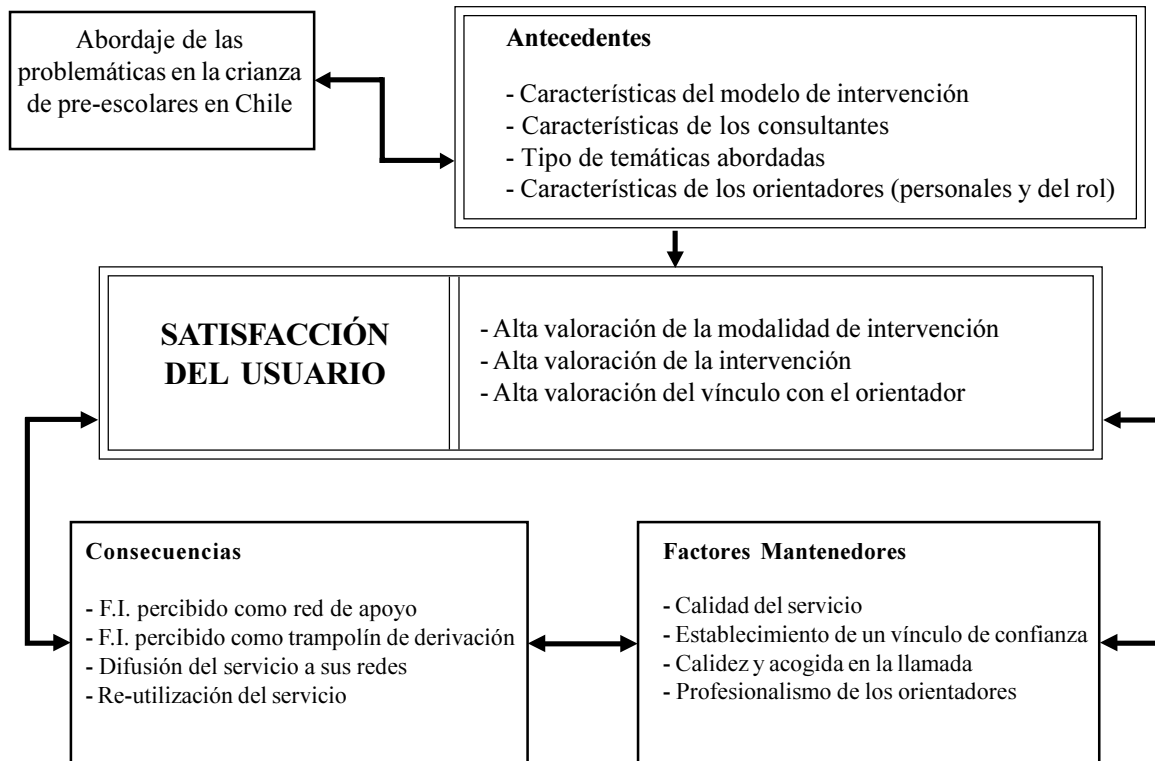 Abordaje de las
problemáticas en la crianza
de pre-escolares en Chile
Antecedentes
- Características del modelo de intervención
- Características de los consultantes
- Tipo de temáticas abordadas
- Características de los orientadores (personales y del rol)
SATISFACCIÓN
DEL USUARIO
- Alta valoración de la modalidad de intervención
- Alta valoración de la intervención
- Alta valoración del vínculo con el orientador
Consecuencias
- F.I. percibido como red de apoyo
- F.I. percibido como trampolín de derivación
- Difusión del servicio a sus redes
- Re-utilización del servicio
Factores Mantenedores
- Calidad del servicio
- Establecimiento de un vínculo de confianza
- Calidez y acogida en la llamada
- Profesionalismo de los orientadores